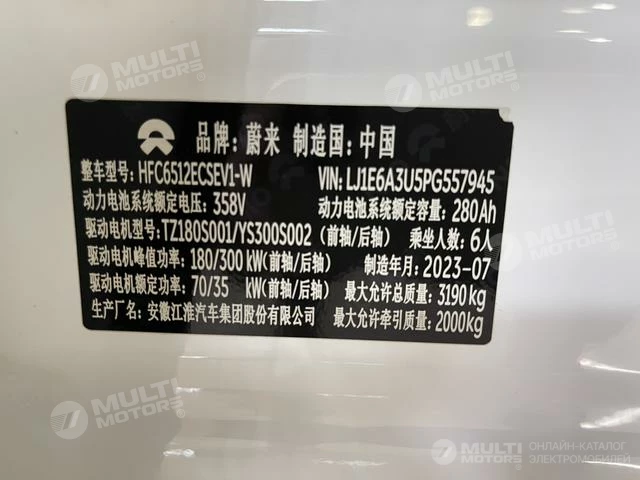 MULTI MOTORS®
MULTI MOTORS®
品牌: 蔚来 制造国: 中国
整车型号: HFC6512ECSEV1-W VIN: LJ1E6A3U5PG557945
动力电池系统额定电压: 358V 动力电池系统额定容量: 280Ah
驱动电机型号: TZ180S001/YS300S002 (前轴/后轴) 乘坐人数: 6人
驱动电机峰值功率: 180/300 kW(前轴/后轴) 制造年月: 2023-07
驱动电机额定功率: 70/35 kW(前轴/后轴) 最大允许总质量: 3190kg
生产厂名: 安徽江淮汽车集团股份有限公司 最大允许牵引质量: 2000kg
MULTI MOTORS®
MULTI MOTORS®
ОНЛАЙН-КАТАЛОГ
ЭЛЕКТРОМОБИЛЕЙ